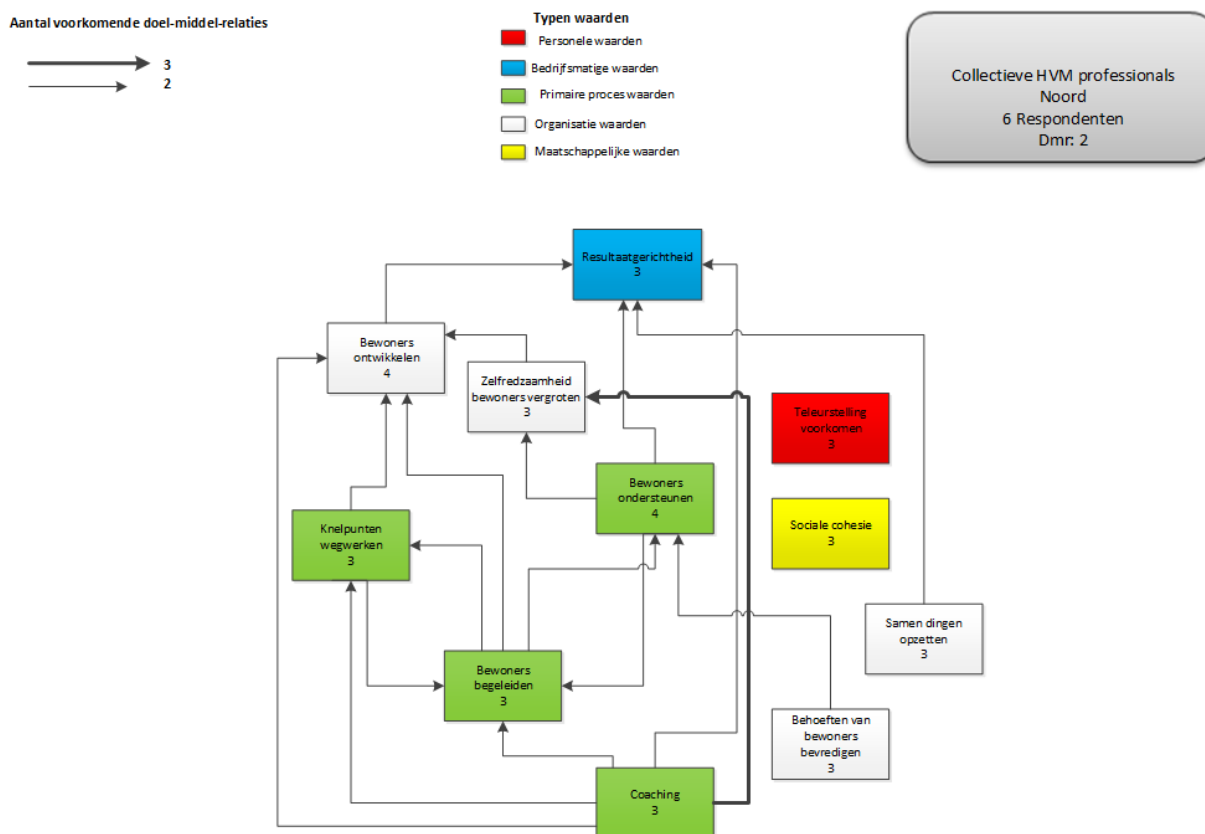 Aantal voorkomende doel-middel-relaties
3
2
Typen waarden
Personele waarden
Bedrijfsmatige waarden
Primaire proces waarden
Organisatie waarden
Maatschappelijke waarden
Collectieve HVM professionals
Noord
6 Respondenten
Dmr: 2
Resultaatgerichtheid
3
Bewoners
ontwikkelen
4
Zelfredzaamheid
bewoners vergroten
3
Teleurstelling
voorkomen
3
Bewoners
ondersteunen
4
Knelpunten
wegwerken
3
Sociale cohesie
3
Samen dingen
opzetten
3
Bewoners
begeleiden
3
Behoeften van
bewoners
bevredigen
3
Coaching
3